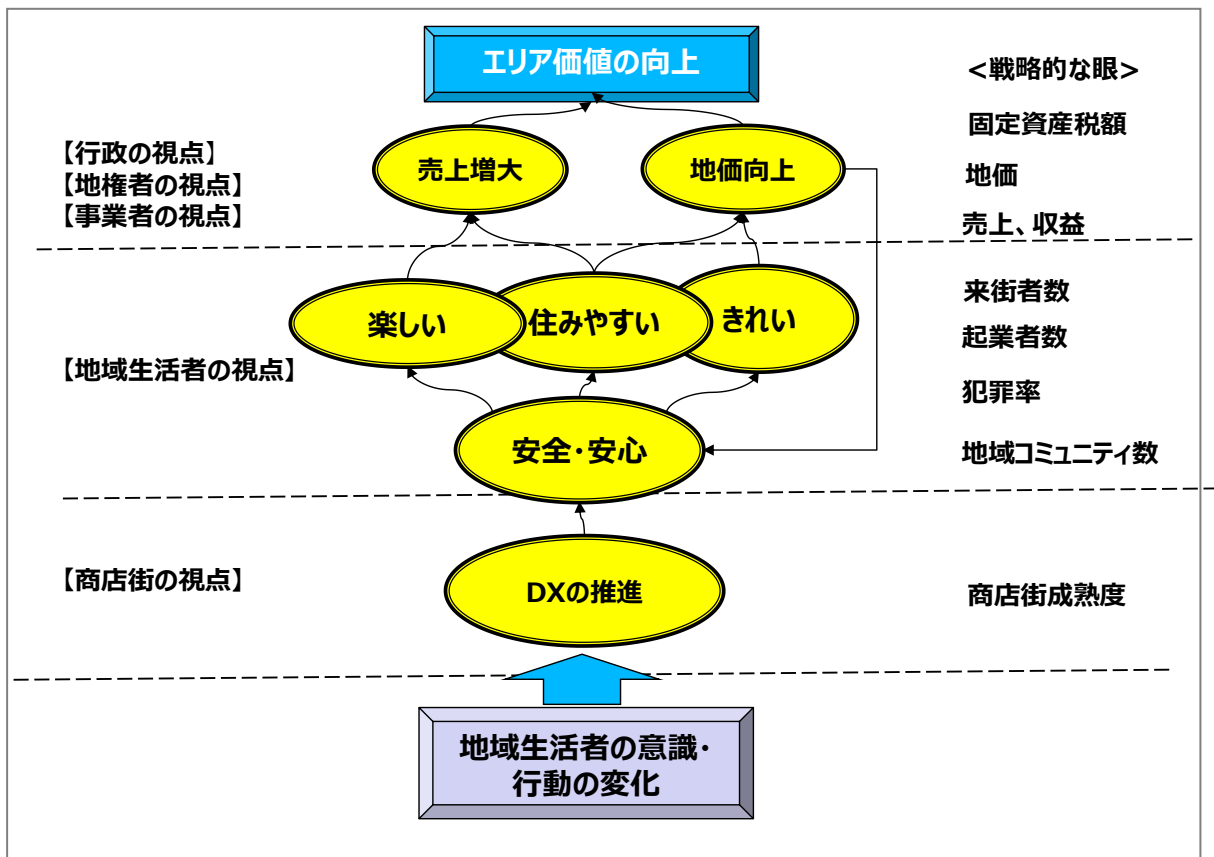 エリア価値の向上
<戦略的な眼>
固定資産税額
【行政の視点】
【地権者の視点】
【事業者の視点】
売上増大
地価向上
地価
売上、収益
楽しい
住みやすい
きれい
来街者数
起業者数
【地域生活者の視点】
犯罪率
安全・安心
地域コミュニティ数
【商店街の視点】
DXの推進
商店街成熟度
地域生活者の意識・
行動の変化